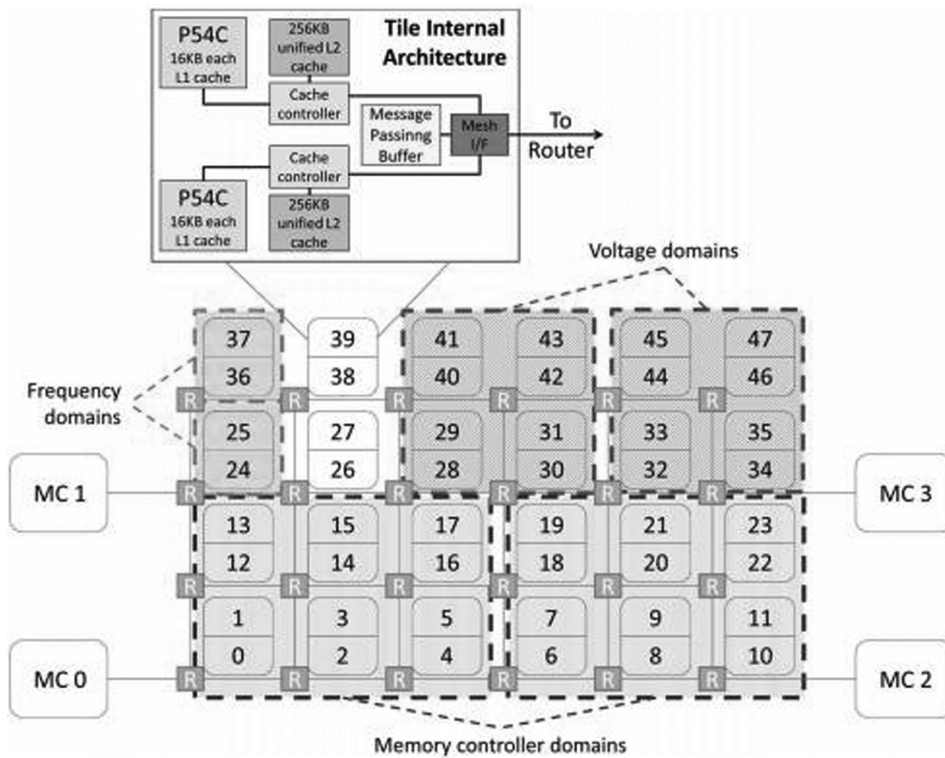 P54C
16KB each
L1 cache
256KB
unified L2
cache
Tile Internal
Architecture
Cache
controller
Message
Passinng
Buffer
Mesh
I/F
To
Router
Cache
controller
P54C
16KB each
L1 cache
256KB
unified L2
cache
Voltage domains
37 39 41 43 45 47
36 38 40 42 44 46
Frequency
domains
R R R R R R
25 27 29 31 33 35
24 26 28 30 32 34
MC 1 R R R R R R MC 3
13 15 17 19 21 23
12 14 16 18 20 22
R R R R R R
1 3 5 7 9 11
0 2 4 6 8 10
MC 0 R R R R R R MC 2
Memory controller domains